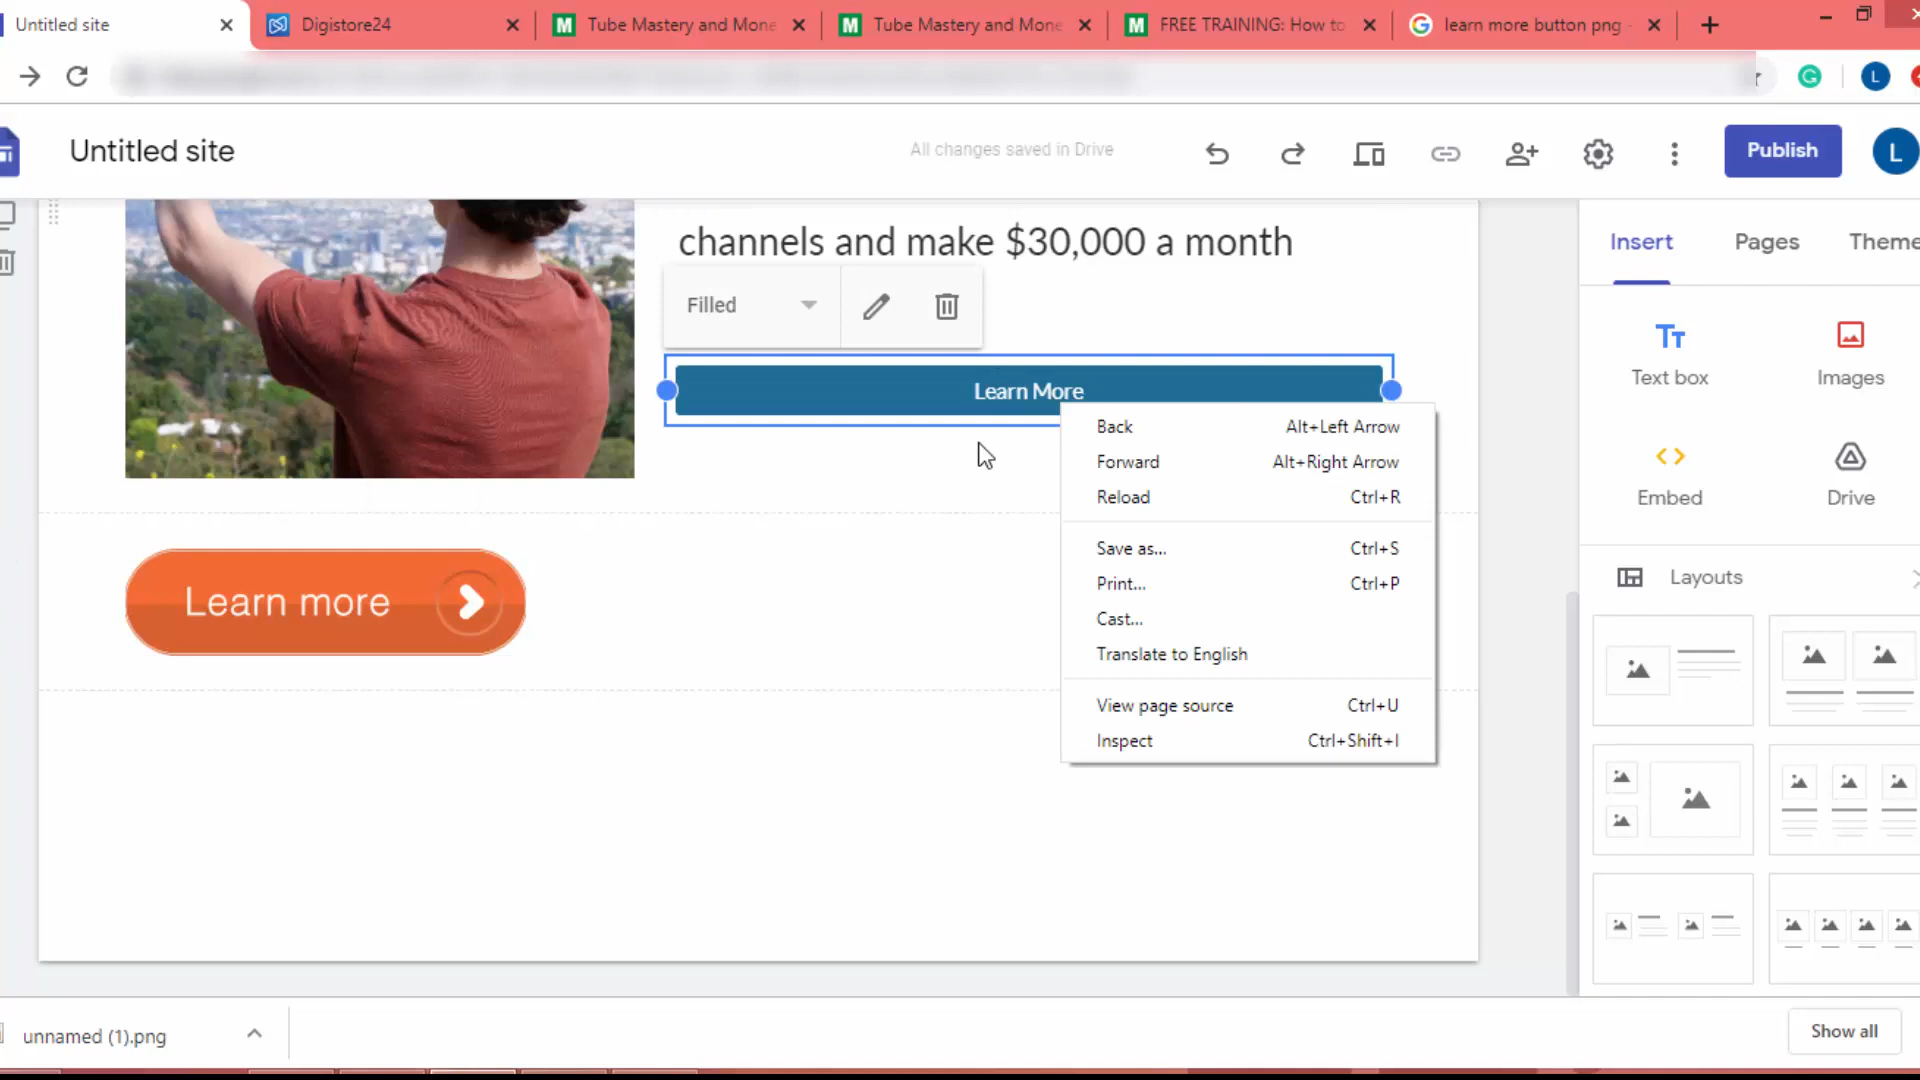 Untitled site
Digistore24
Tube Mastery and Mone
Tube Mastery and Mone
FREE TRAINING: How to
learn more button png -
L
Untitled site
All changes saved in Drive
Publish
L
channels and make $30,000 a month
Filled
Learn More
Back Alt+Left Arrow
Forward Alt+Right Arrow
Reload Ctrl+R
Save as... Ctrl+S
Print... Ctrl+P
Cast...
Translate to English
View page source Ctrl+U
Inspect Ctrl+Shift+I
Learn more
Insert
Pages
Theme
Text box
Images
Embed
Drive
Layouts
unnamed (1).png
Show all